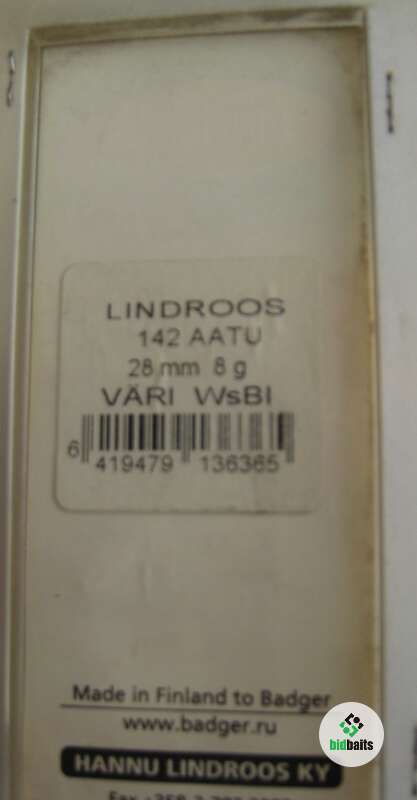 LINDROOS
142 AATU
28 mm 8 g
VÄRI WsBl
6 419479 136365
Made in Finland to Badger
www.badger.ru
HANNU LINDROOS KY
bidbaits